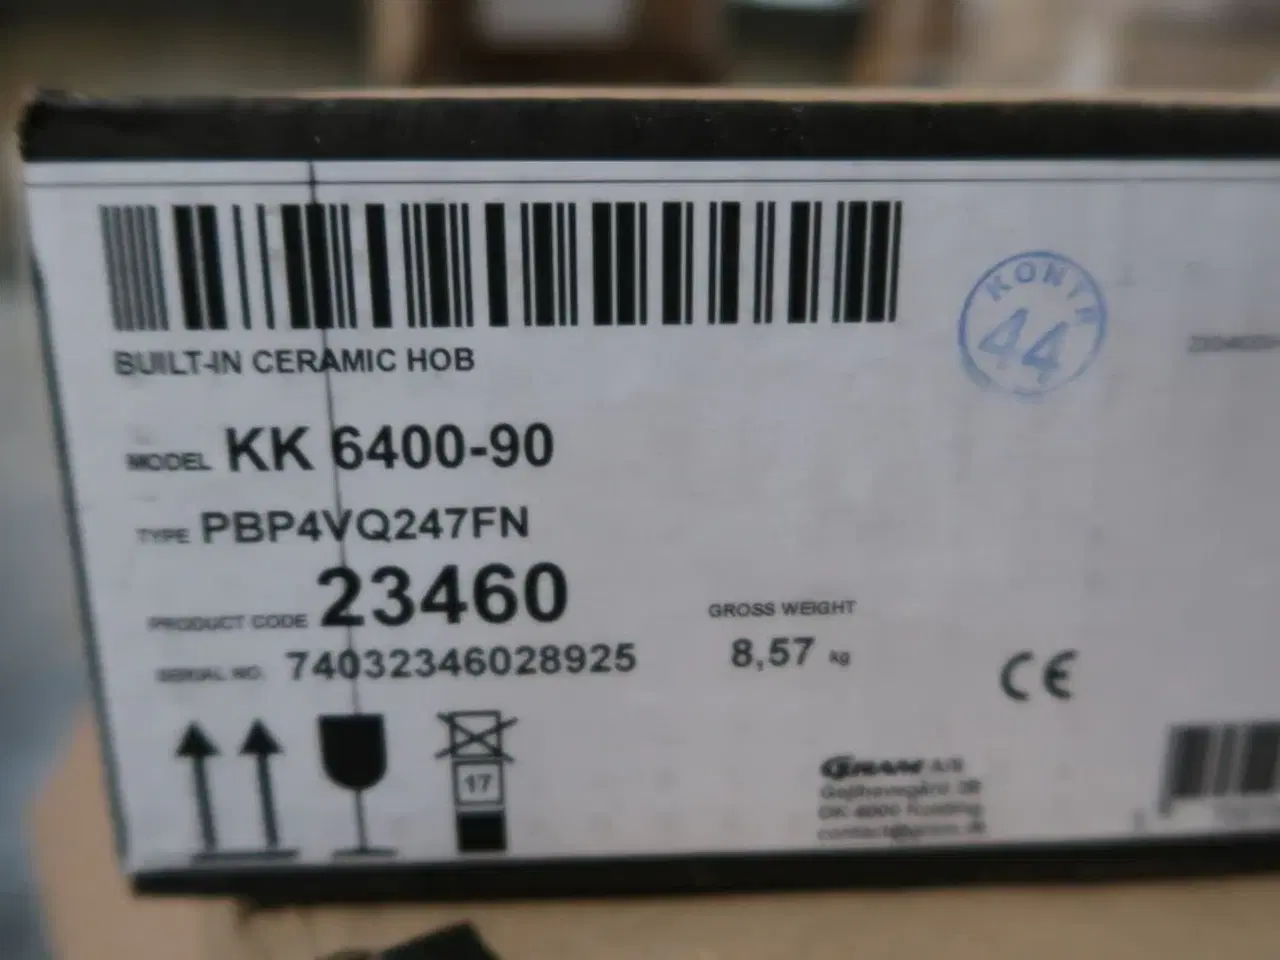 BUILT-IN CERAMIC HOB
KONTR
44
MODEL KK 6400-90
TYPE PBP4VQ247FN
PRODUCT CODE 23460
GROSS WEIGHT
SERIAL NO. 74032346028925
8,57 kg
17
CE
A/S